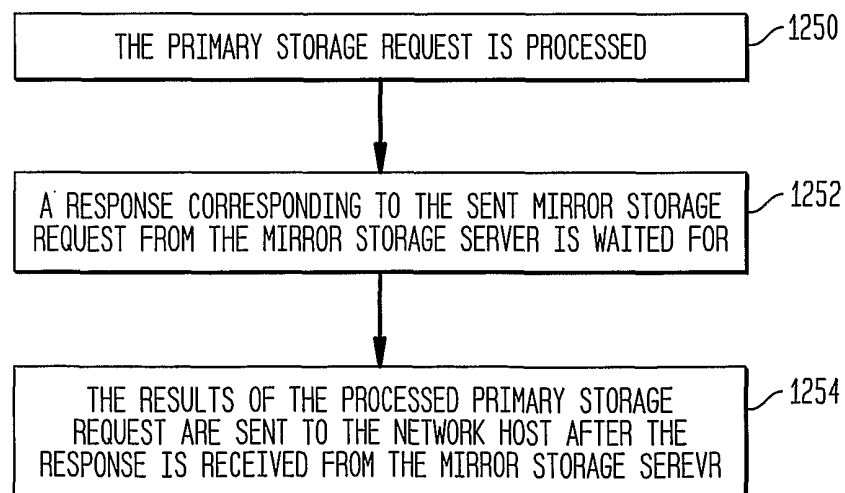 THE PRIMARY STORAGE REQUEST IS PROCESSED
1250
A RESPONSE CORRESPONDING TO THE SENT MIRROR STORAGE
REQUEST FROM THE MIRROR STORAGE SERVER IS WAITED FOR
1252
THE RESULTS OF THE PROCESSED PRIMARY STORAGE
REQUEST ARE SENT TO THE NETWORK HOST AFTER THE
RESPONSE IS RECEIVED FROM THE MIRROR STORAGE SEREVR
1254